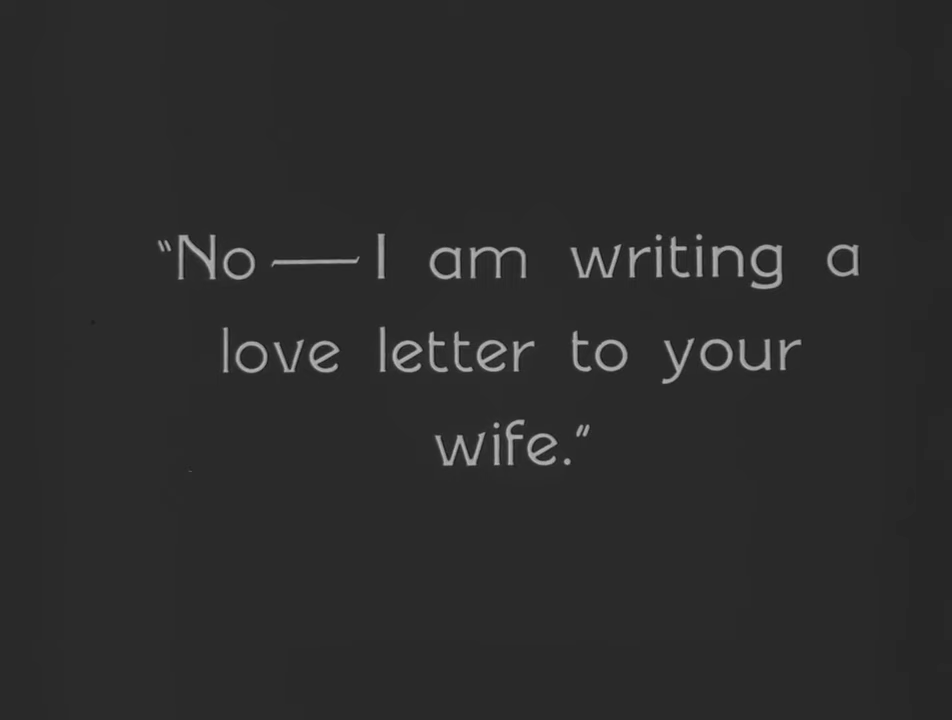 "No — I am writing a
love letter to your
wife."